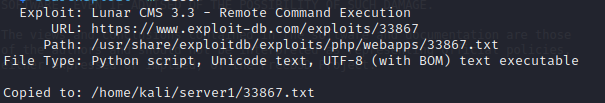 Exploit: Lunar CMS 3.3 - Remote Command Execution
URL: https://www.exploit-db.com/exploits/33867
Path: /usr/share/exploitdb/exploits/php/webapps/33867.txt
File Type: Python script, Unicode text, UTF-8 (with BOM) text executable
Copied to: /home/kali/server1/33867.txt